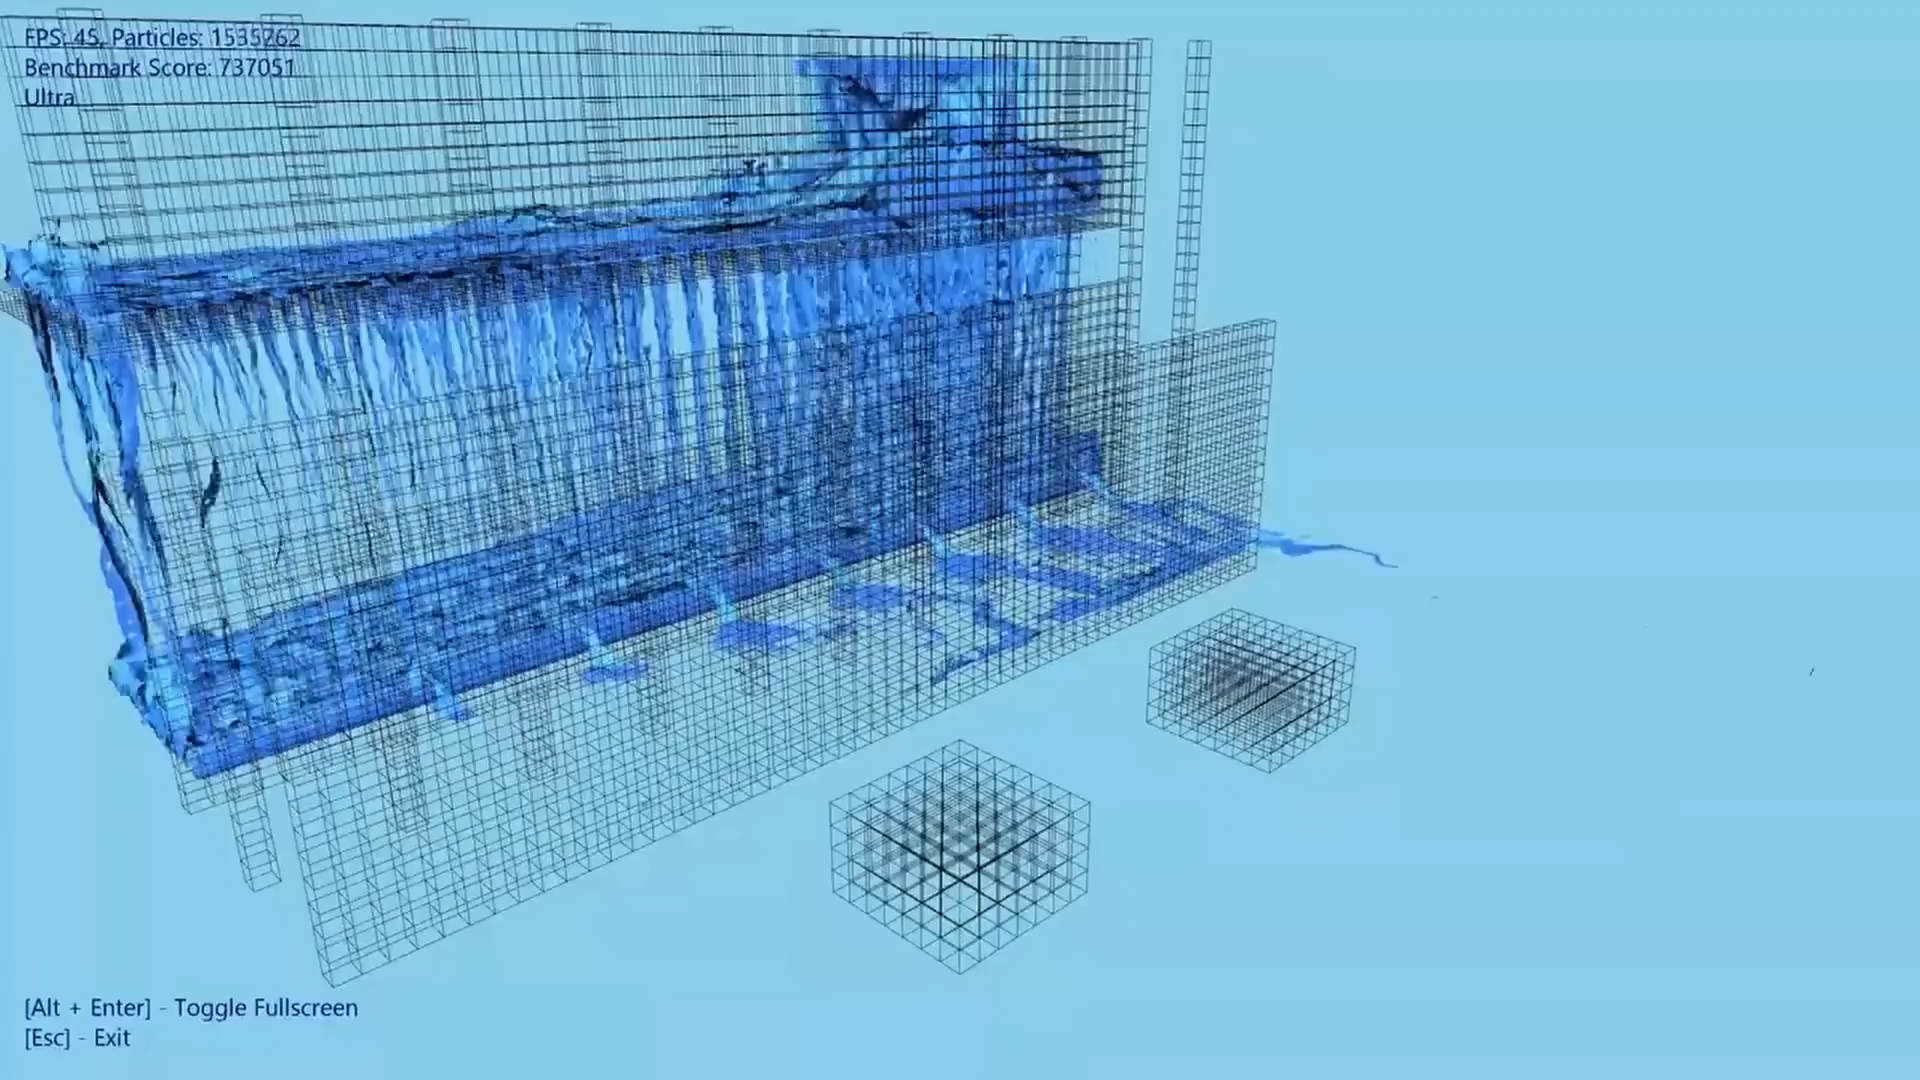 FPS: 45, Particles: 1535262
Benchmark Score: 737051
Ultra
[Alt + Enter] - Toggle Fullscreen
[Esc] - Exit